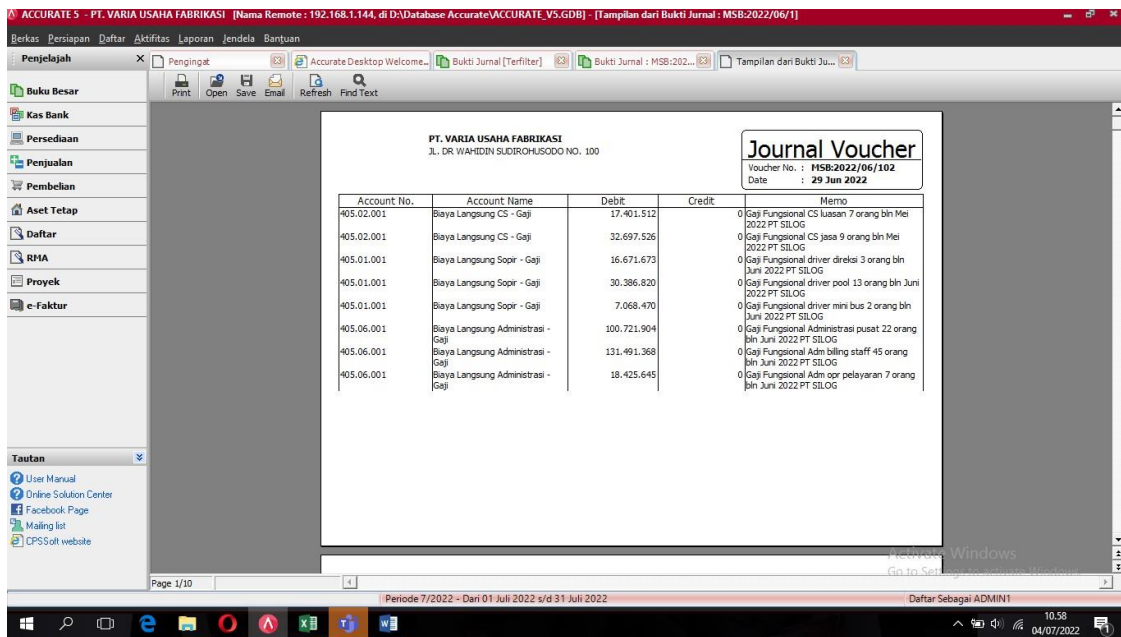 ACCURATE 5 - PT. VARIA USAHA FABRIKASI [Nama Remote : 192.168.1.144, di D:\Database Accurate\ACCURATE_V5.GDB] - [Tampilan dari Bukti Jurnal : MSB:2022/06/1]
Berkas Persiapan Daftar Aktifitas Laporan Jendela Bantuan
Penjelajah X
Pengingat Accurate Desktop Welcome... Bukti Jurnal [Terfilter] Bukti Jurnal : MSB:202... Tampilan dari Bukti Ju...
Print Open Save Email Refresh Find Text
Buku Besar
Kas Bank
Persediaan
Penjualan
Pembelian
Aset Tetap
Daftar
RMA
Proyek
e-Faktur
Tautan
User Manual
Online Solution Center
Facebook Page
Mailing list
CPSSoft website
PT. VARIA USAHA FABRIKASI
JL. DR WAHIDIN SUDIROHUSODO NO. 100
Journal Voucher
Voucher No. : MSB:2022/06/102
Date : 29 Jun 2022
Account No. Account Name Debit Credit Memo
405.02.001 Biaya Langsung CS - Gaji 17.401.512 0 Gaji Fungsional CS luasan 7 orang bln Mei
2022 PT SILOG
405.02.001 Biaya Langsung CS - Gaji 32.697.526 0 Gaji Fungsional CS jasa 9 orang bln Mei
2022 PT SILOG
405.01.001 Biaya Langsung Sopir - Gaji 16.671.673 0 Gaji Fungsional driver direksi 3 orang bln
Juni 2022 PT SILOG
405.01.001 Biaya Langsung Sopir - Gaji 30.386.820 0 Gaji Fungsional driver pool 13 orang bln Juni
2022 PT SILOG
405.01.001 Biaya Langsung Sopir - Gaji 7.068.470 0 Gaji Fungsional driver mini bus 2 orang bln
Juni 2022 PT SILOG
405.06.001 Biaya Langsung Administrasi - 100.721.904 0 Gaji Fungsional Administrasi pusat 22 orang
Gaji bln Juni 2022 PT SILOG
405.06.001 Biaya Langsung Administrasi - 131.491.368 0 Gaji Fungsional Adm billing staff 45 orang
Gaji bln Juni 2022 PT SILOG
405.06.001 Biaya Langsung Administrasi - 18.425.645 0 Gaji Fungsional Adm opr pelayaran 7 orang
Gaji bln Juni 2022 PT SILOG
Activate Windows
Go to Settings to activate Windows.
Page 1/10
Periode 7/2022 - Dari 01 Juli 2022 s/d 31 Juli 2022 Daftar Sebagai ADMIN1
10.58
04/07/2022